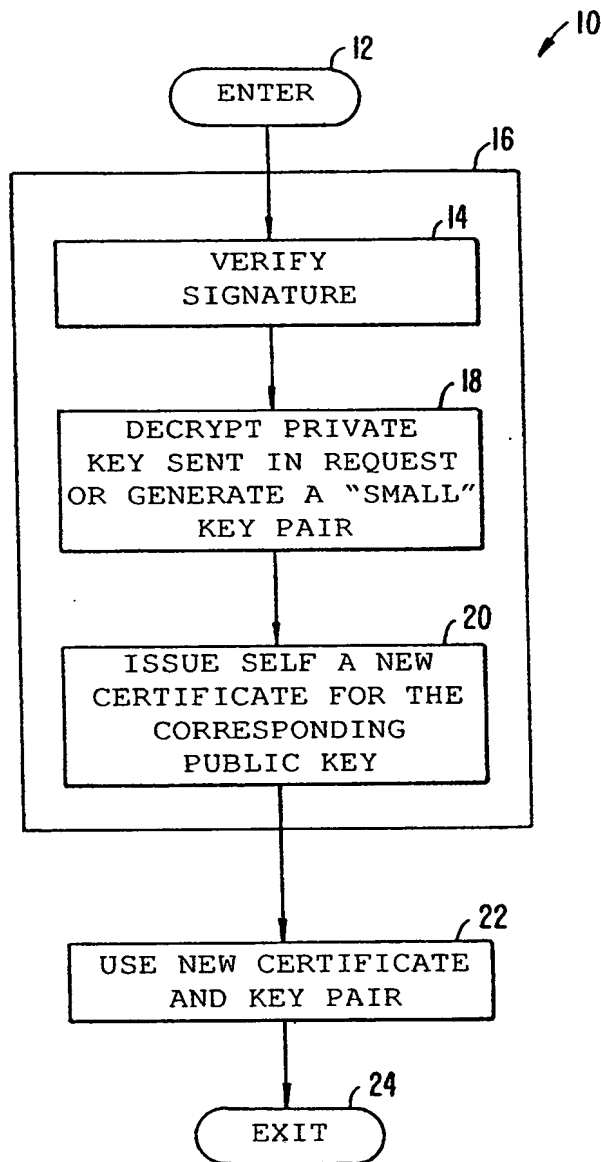 10
12
ENTER
16
14
VERIFY
SIGNATURE
18
DECRYPT PRIVATE
KEY SENT IN REQUEST
OR GENERATE A “SMALL”
KEY PAIR
20
ISSUE SELF A NEW
CERTIFICATE FOR THE
CORRESPONDING
PUBLIC KEY
22
USE NEW CERTIFICATE
AND KEY PAIR
24
EXIT